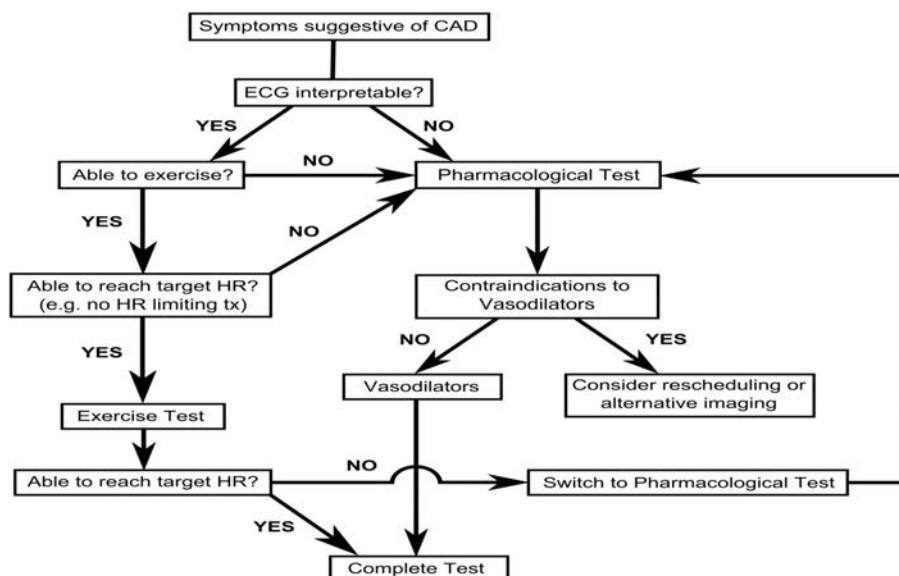 Symptoms suggestive of CAD
ECG interpretable?
YES
NO
Able to exercise?
NO
Pharmacological Test
YES
NO
Able to reach target HR?
(e.g. no HR limiting tx)
Contraindications to
Vasodilators
YES
NO
YES
Vasodilators
Consider rescheduling or
alternative imaging
Exercise Test
Able to reach target HR?
NO
Switch to Pharmacological Test
YES
Complete Test